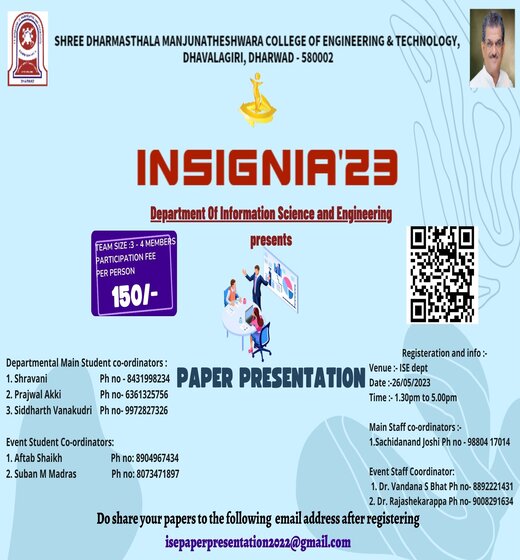 SHREE DHARMASTHALA MANJUNATHESHWARA COLLEGE OF ENGINEERING & TECHNOLOGY,
DHAVALAGIRI, DHARWAD - 580002
INSIGNIA'23
Department Of Information Science and Engineering
presents
TEAM SIZE :3 - 4 MEMBERS
PARTICIPATION FEE
PER PERSON
150/-
PAPER PRESENTATION
Departmental Main Student co-ordinators :
1. Shravani Ph no - 8431998234
2. Prajwal Akki Ph no- 6361325756
3. Siddharth Vanakudri Ph no- 9972827326
Event Student Co-ordinators:
1. Aftab Shaikh Ph no: 8904967434
2. Suban M Madras Ph no: 8073471897
Registeration and info :-
Venue :- ISE dept
Date :-26/05/2023
Time :- 1.30pm to 5.00pm
Main Staff co-ordinators :-
1.Sachidanand Joshi Ph no - 98804 17014
Event Staff Coordinator:
1. Dr. Vandana S Bhat Ph no- 8892221431
2. Dr. Rajashekarappa Ph no- 9008291634
Do share your papers to the following email address after registering
isepaperpresentation2022@gmail.com